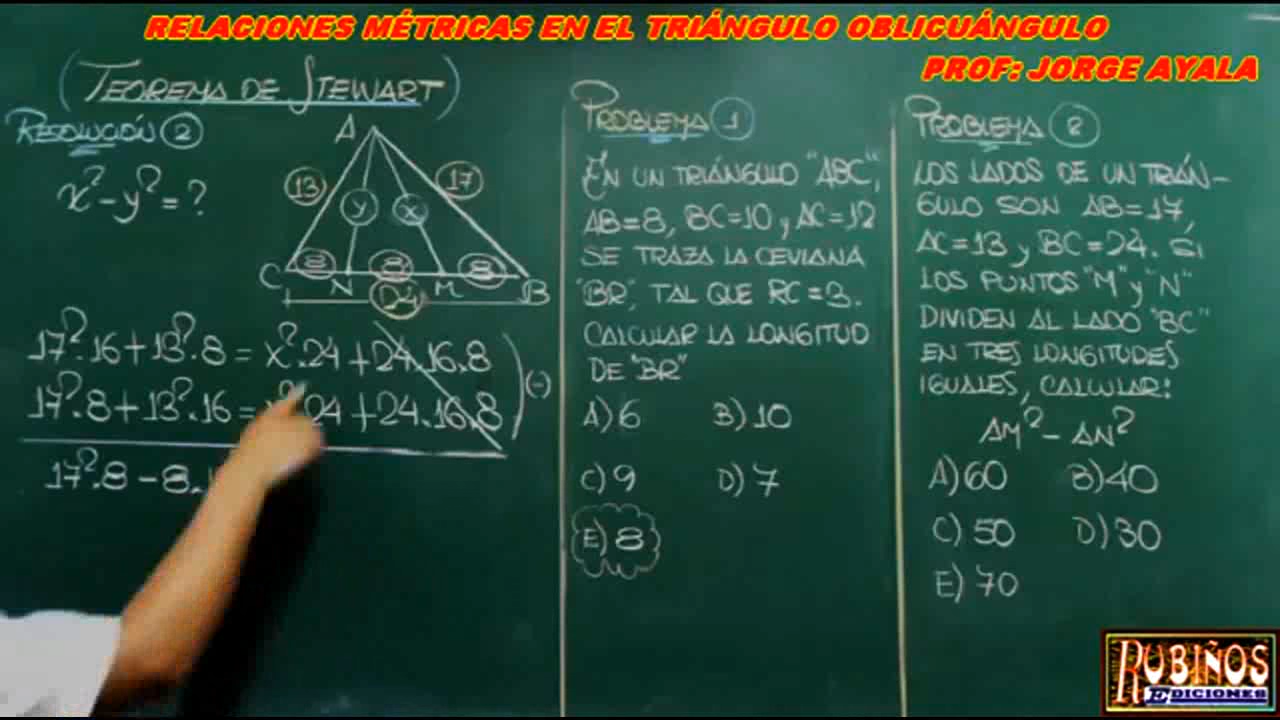 RELACIONES MÉTRICAS EN EL TRIÁNGULO OBLICUÁNGULO
PROF: JORGE AYALA
(TEOREMA DE STEWART)
RESOLUCIÓN 2
x² - y² = ?
A
13
17
y
x
8
8
8
C
N
M
B
24
17².16 + 13².8 = x².24 + 24.16.8
17².8 + 13².16 = .24 + 24.16.8
(-)
17².8 - 8.
PROBLEMA 1
EN UN TRIÁNGULO "ABC",
AB=8, BC=10 y AC=12
SE TRAZA LA CEVIANA
"BR", TAL QUE RC=3.
CALCULAR LA LONGITUD
DE "BR"
A) 6 B) 10
C) 9 D) 7
E) 8
PROBLEMA 2
LOS LADOS DE UN TRIÁN-
GULO SON AB=17,
AC=13 y BC=24. SI
LOS PUNTOS "M" y "N"
DIVIDEN AL LADO "BC"
EN TRES LONGITUDES
IGUALES, CALCULAR:
AM² - AN²
A) 60 B) 40
C) 50 D) 30
E) 70
RUBIÑOS
EDICIONES